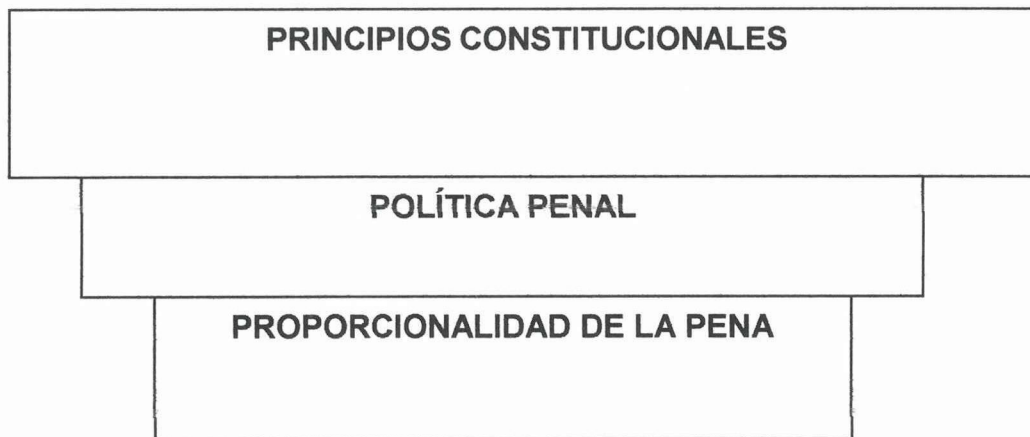 PRINCIPIOS CONSTITUCIONALES
POLÍTICA PENAL
PROPORCIONALIDAD DE LA PENA